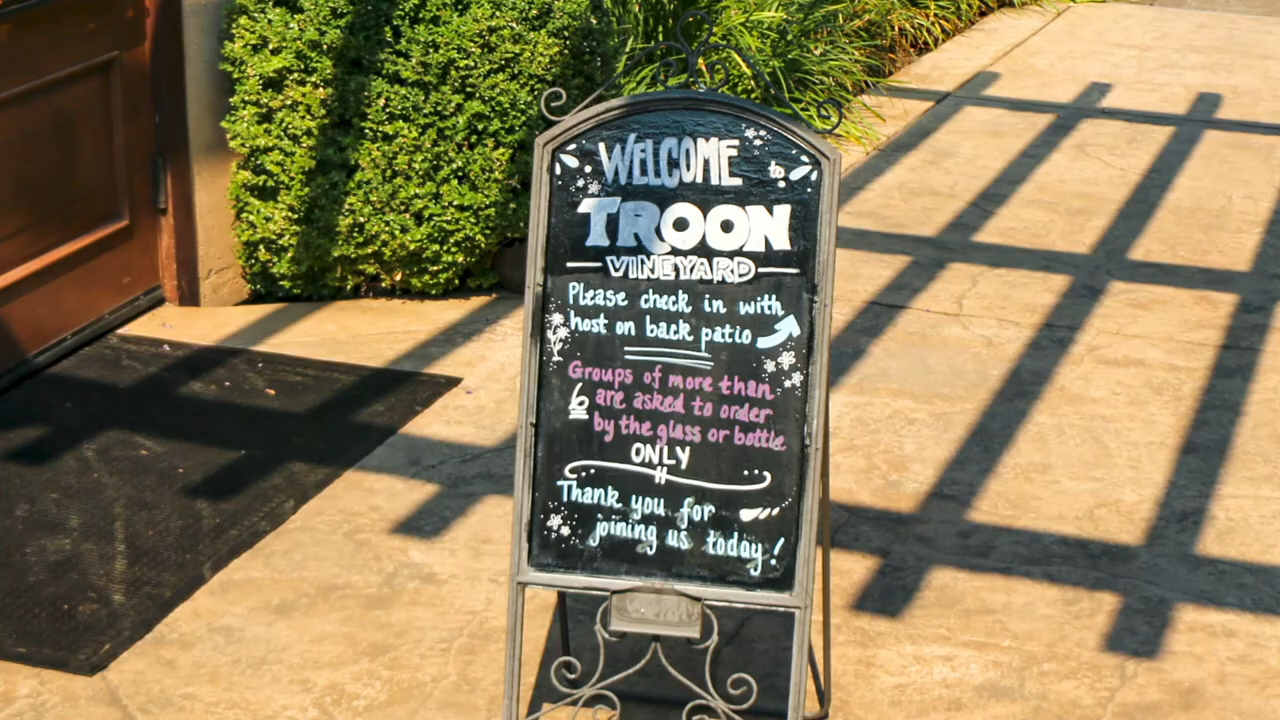 WELCOME to
TROON
VINEYARD
Please check in with
host on back patio
Groups of more than
6 are asked to order
by the glass or bottle
ONLY
Thank you for
joining us today!